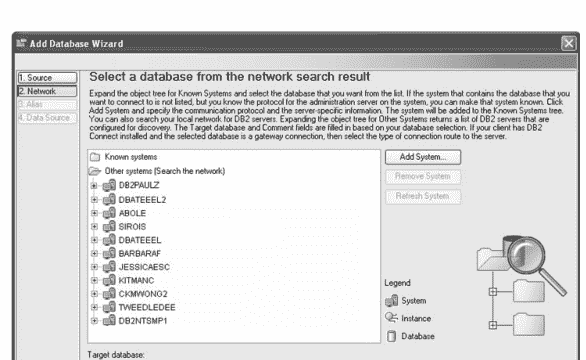 Add Database Wizard
1. Source
2. Network
3. Alias
4. Data Source
Select a database from the network search result
Expand the object tree for Known Systems and select the database that you want from the list. If the system that contains the database that you
want to connect to is not listed, but you know the protocol for the administration server on the system, you can make that system known. Click
Add System and specify the communication protocol and the server-specific information. The system will be added to the Known Systems tree.
You can also search your local network for DB2 servers. Expanding the object tree for Other Systems returns a list of DB2 servers that are
configured for discovery. The Target database and Comment fields are filled in based on your database selection. If your client has DB2
Connect installed and the selected database is a gateway connection, then select the type of connection route to the server.
Known systems
Other systems (Search the network)
DB2PAULZ
DBATEEEL2
ABOLE
SIROIS
DBATEEEL
BARBARAF
JESSICAESC
KITMANC
CKMWONG2
TWEEDLEDEE
DB2NTSMP1
Add System...
Remove System
Refresh System
Legend
System
Instance
Database
Target database: